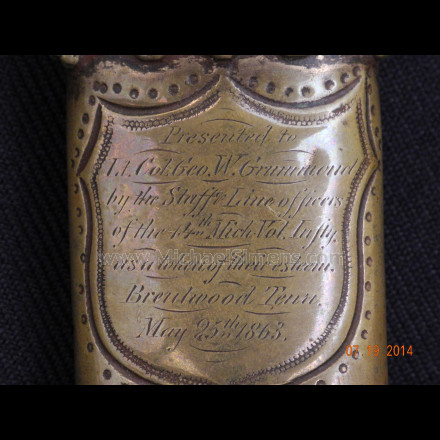 Presented to
Lt. Col. Geo. W. Grummond
by the Staff & Line officers
of the 14th Mich. Vol. Infty.
www.MichaelSimens.com
as a token of their esteem.
Brentwood Tenn.
May 25th 1863.
07 19 2014